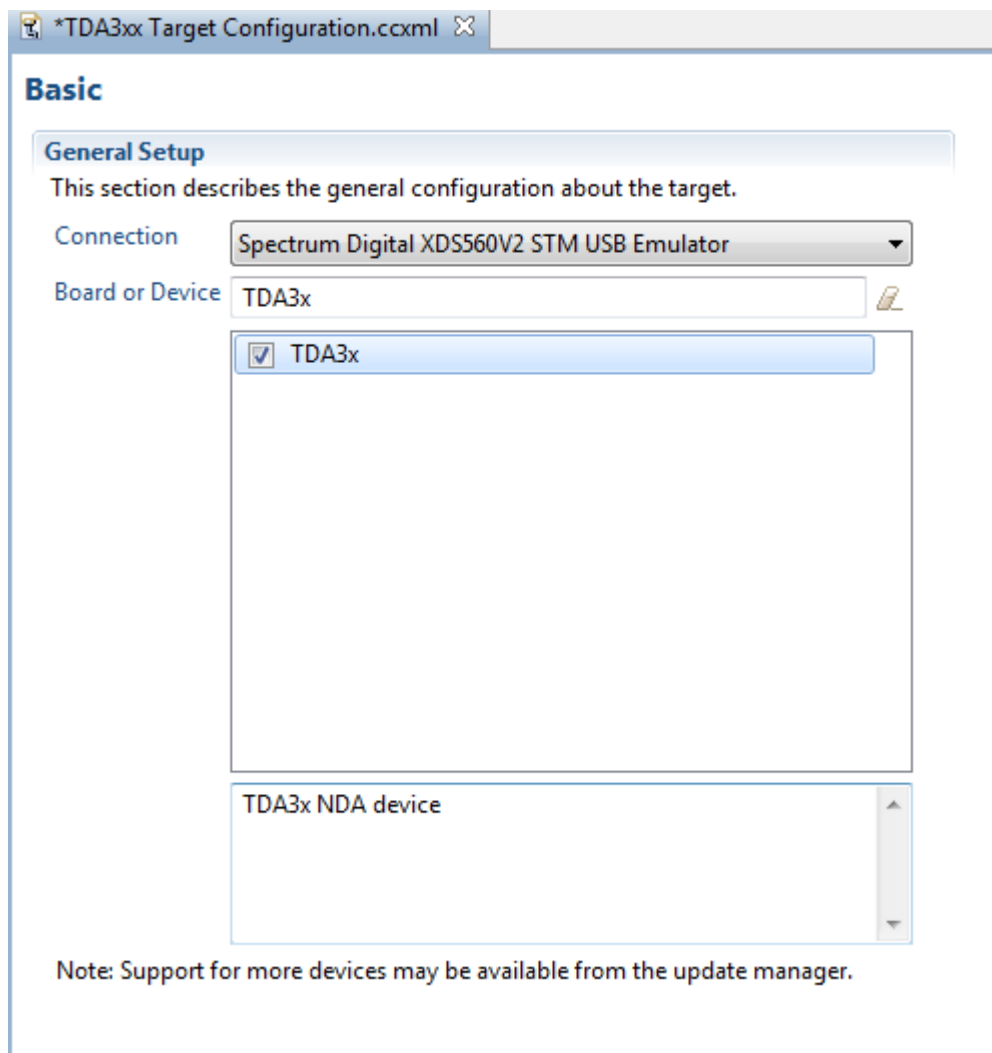 *TDA3xx Target Configuration.ccxml
Basic
General Setup
This section describes the general configuration about the target.
Connection
Spectrum Digital XDS560V2 STM USB Emulator
Board or Device
TDA3x
TDA3x
TDA3x NDA device
Note: Support for more devices may be available from the update manager.